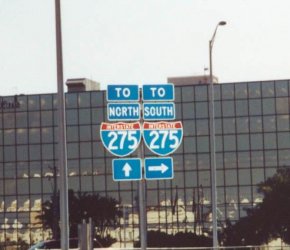 TO TO
NORTH SOUTH
INTERSTATE INTERSTATE
275 275